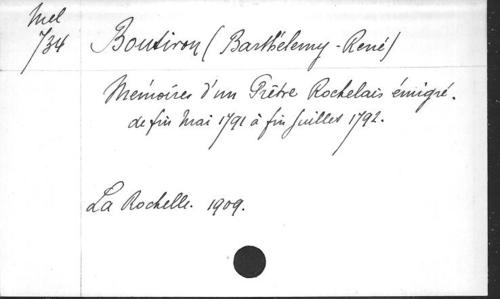 Mel
734
Boutiron (Barthélemy-René)
Mémoires d'un Prêtre Rochelais émigré.
de fin Mai 1791 à fin Juillet 1792.
La Rochelle. 1909.